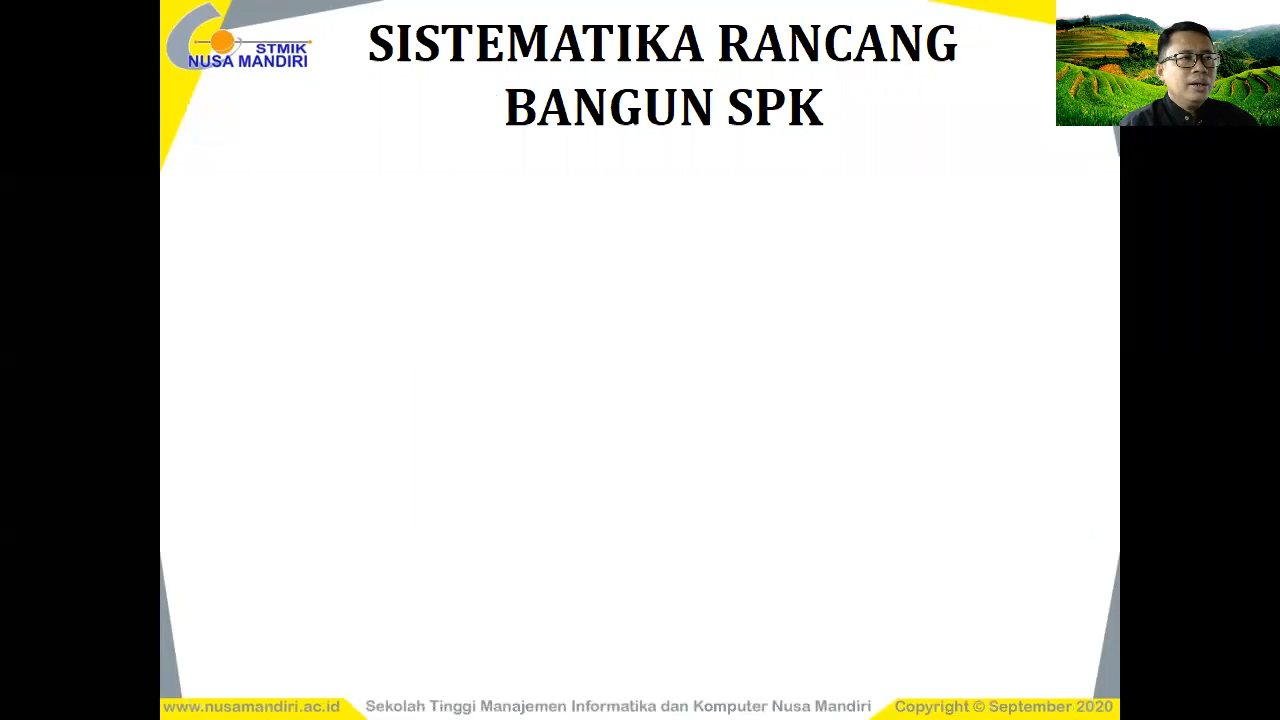 STMIK
NUSA MANDIRI
SISTEMATIKA RANCANG
BANGUN SPK
www.nusamandiri.ac.id
Sekolah Tinggi Manajemen Informatika dan Komputer Nusa Mandiri
Copyright © September 2020